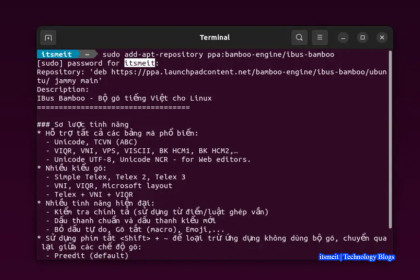 Terminal
itsmeit ~ sudo add-apt-repository ppa:bamboo-engine/ibus-bamboo
[sudo] password for itsmeit:
Repository: 'deb https://ppa.launchpadcontent.net/bamboo-engine/ibus-bamboo/ubun
tu/ jammy main'
Description:
IBus Bamboo - Bộ gõ tiếng Việt cho Linux
===================================
### Sơ lược tính năng
* Hỗ trợ tất cả các bảng mã phổ biến:
- Unicode, TCVN (ABC)
- VIQR, VNI, VPS, VISCII, BK HCM1, BK HCM2,…
- Unicode UTF-8, Unicode NCR - for Web editors.
* Nhiều kiểu gõ:
- Simple Telex, Telex 2, Telex 3
- VNI, VIQR, Microsoft layout
- Telex + VNI + VIQR
* Nhiều tính năng hiện đại:
- Kiểm tra chính tả (sử dụng từ điển/luật ghép vần)
- Dấu thanh chuẩn và dấu thanh kiểu mới
- Bỏ dấu tự do, Gõ tắt (macro), Emoji,...
* Sử dụng phím tắt <Shift> + ~ để loại trừ ứng dụng không dùng bộ gõ, chuyển qua
lại giữa các chế độ gõ:
- Preedit (default)
itsmeit | Technology Blogs